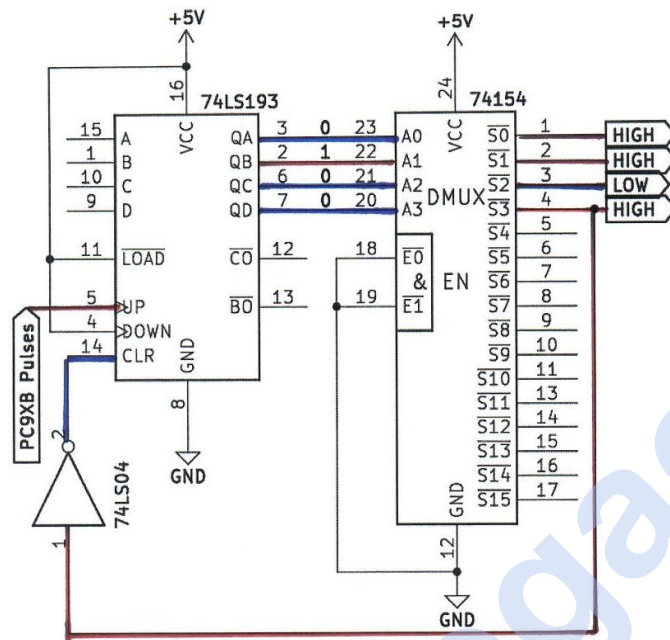 +5V +5V
16 74LS193 24 74154
15 A VCC QA 3 0 23 A0 VCC S0 1 HIGH
1 B QB 2 1 22 A1 S1 2 HIGH
10 C QC 6 0 21 A2 DMUX S2 3 LOW
9 D QD 7 0 20 A3 S3 4 HIGH
S4 5
11 LOAD CO 12 18 E0 S5 6
& EN S6 7
5 UP BO 13 19 E1 S7 8
4 DOWN S8 9
14 CLR S9 10
GND S10 11
PC9XB Pulses S11 13
8 S12 14
2 S13 15
GND S14 16
74LS04 GND S15 17
1 12
GND